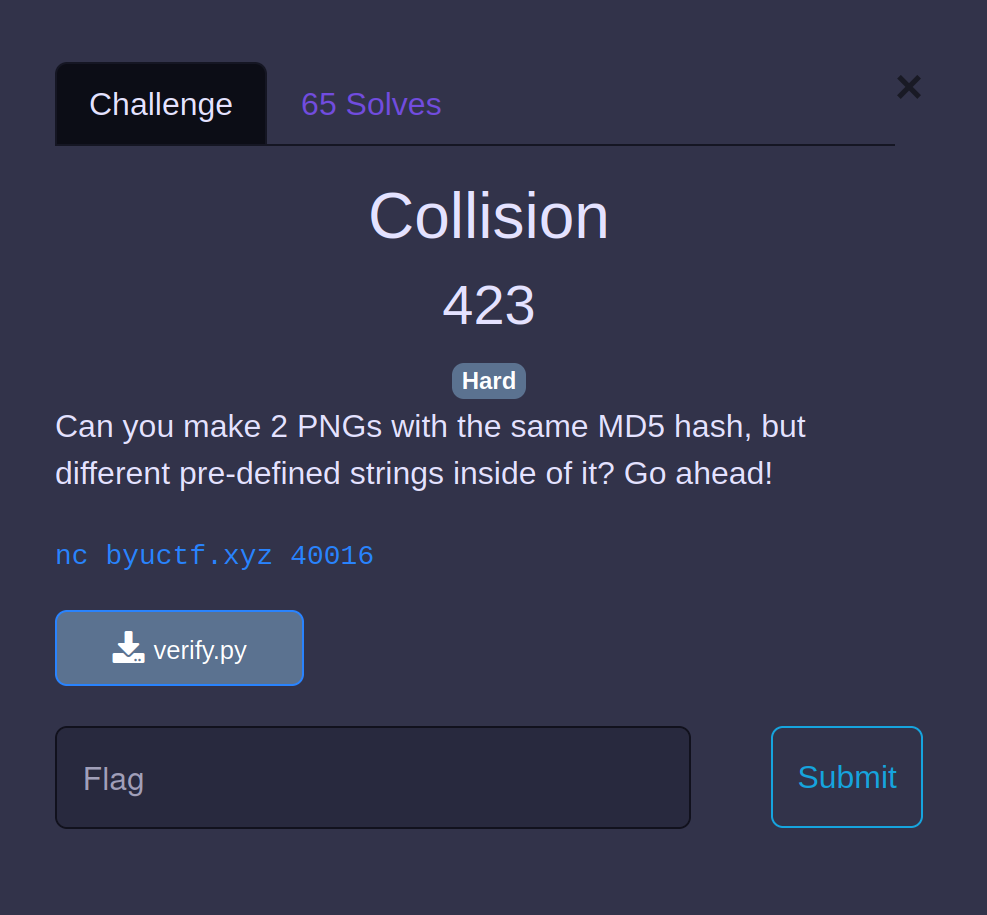 Challenge
65 Solves
×
Collision
423
Hard
Can you make 2 PNGs with the same MD5 hash, but
different pre-defined strings inside of it? Go ahead!
nc byuctf.xyz 40016
verify.py
Flag
Submit